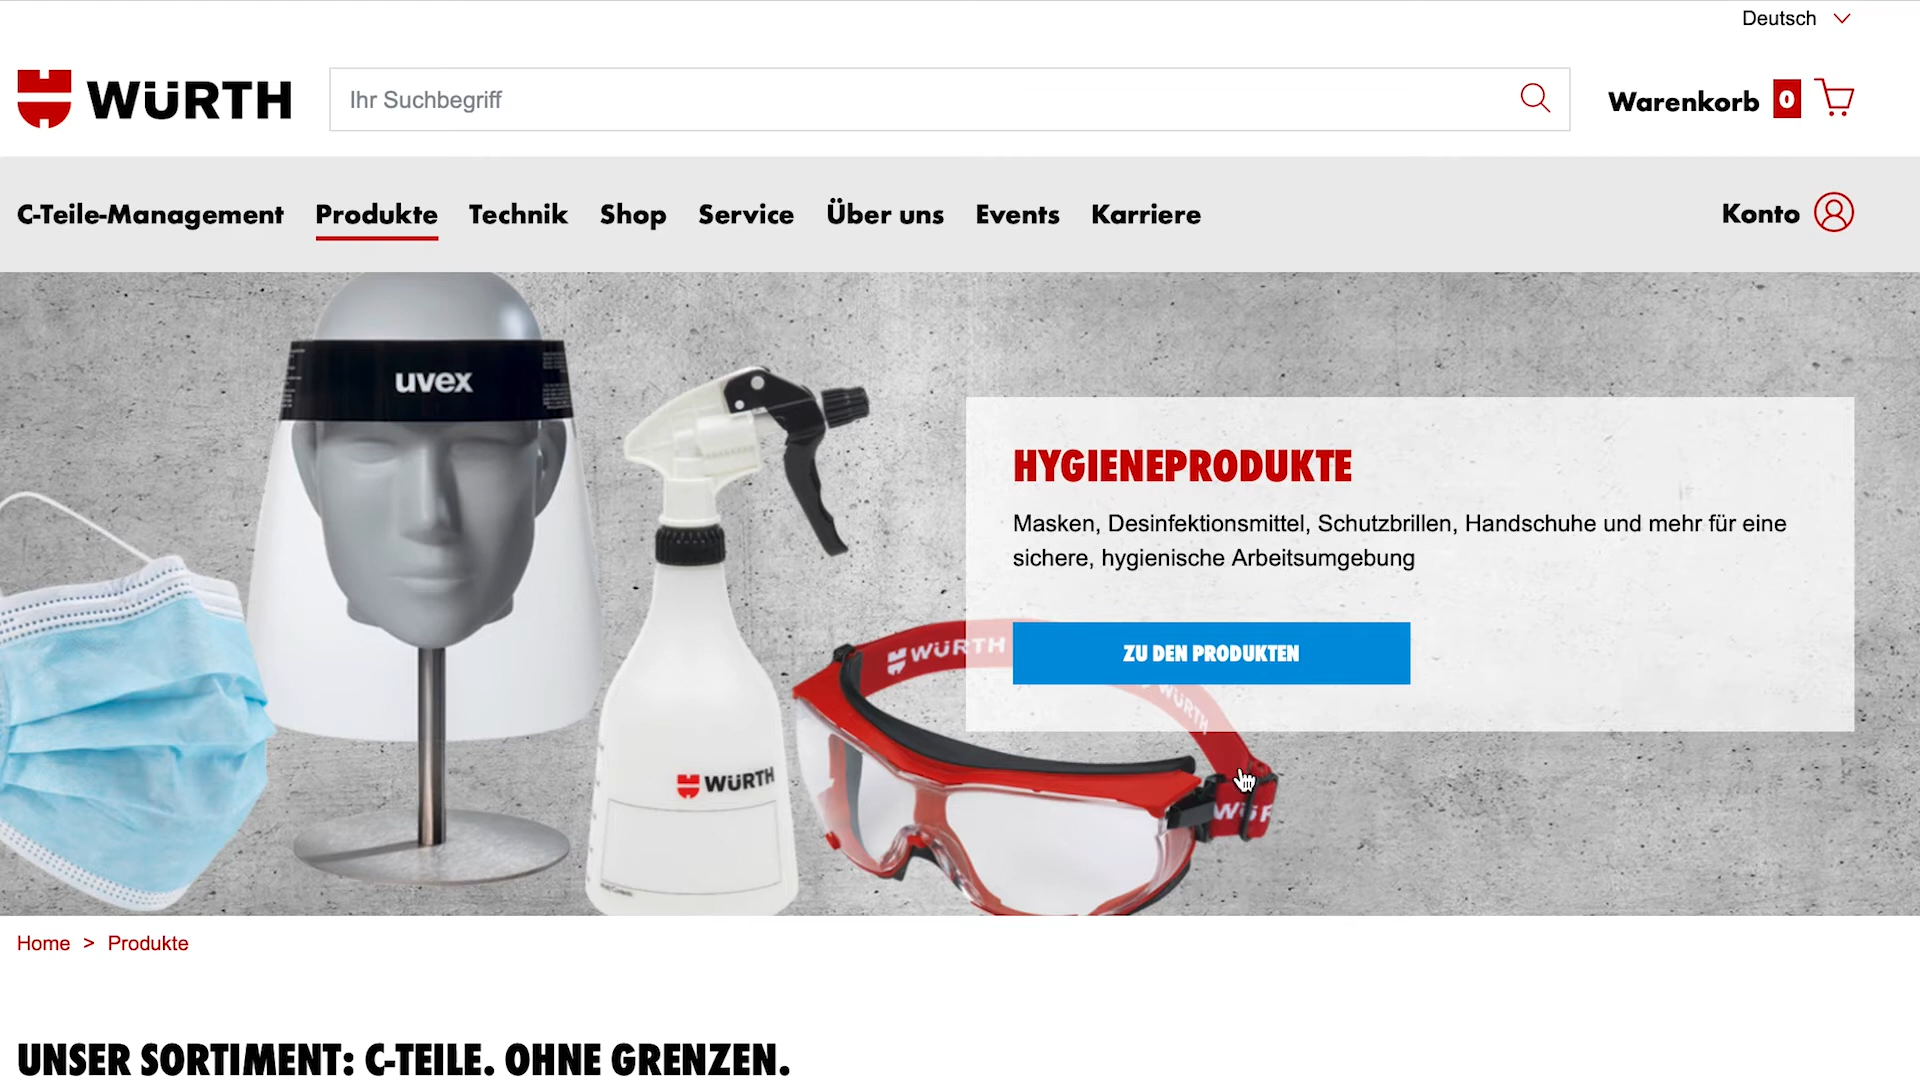 Deutsch
WÜRTH
Ihr Suchbegriff
Warenkorb 0
C-Teile-Management Produkte Technik Shop Service Über uns Events Karriere Konto
uvex
HYGIENEPRODUKTE
Masken, Desinfektionsmittel, Schutzbrillen, Handschuhe und mehr für eine
sichere, hygienische Arbeitsumgebung
WÜRTH
ZU DEN PRODUKTEN
WÜRTH
WÜRTH
Home > Produkte
UNSER SORTIMENT: C-TEILE. OHNE GRENZEN.